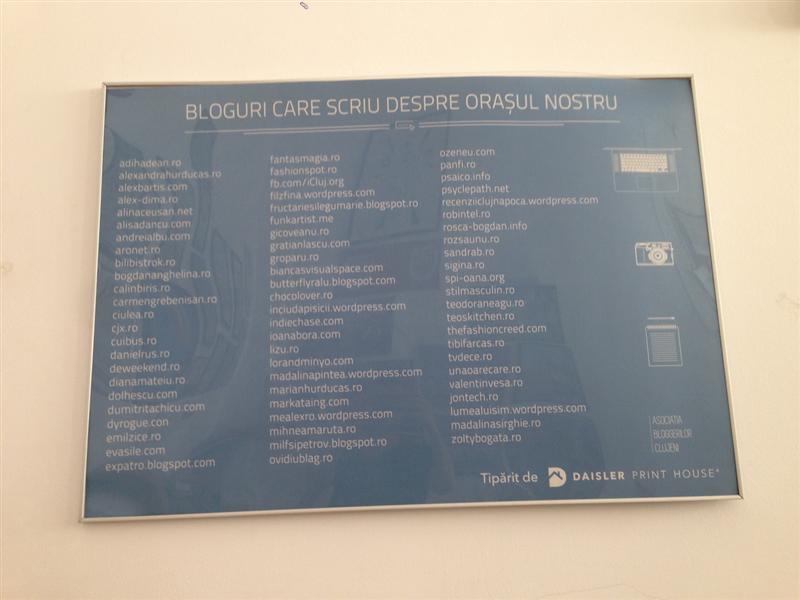 BLOGURI CARE SCRIU DESPRE ORAȘUL NOSTRU
adihadean.ro
alexandrahurducas.ro
alexbartis.com
alex-dima.ro
alinaceusan.net
alisadancu.com
andreialbu.com
aronet.ro
bilibistrok.ro
bogdananghelina.ro
calinbiris.ro
carmengrebenisan.ro
ciulea.ro
cjx.ro
cuibus.ro
danielrus.ro
deweekend.ro
dianamateiu.ro
dolhescu.com
dumitritachicu.com
dyrogue.con
emilzice.ro
evasile.com
expatro.blogspot.com
fantasmagia.ro
fashionspot.ro
fb.com/iCluj.org
filzfina.wordpress.com
fructariesilegumarie.blogspot.ro
funkartist.me
gicoveanu.ro
gratianlascu.com
groparu.ro
biancasvisualspace.com
butterflyralu.blogspot.com
chocolover.ro
inciudapisicii.wordpress.com
indiechase.com
ioanabora.com
lizu.ro
lorandminyo.com
madalinapintea.wordpress.com
marianhurducas.ro
markataing.com
mealexro.wordpress.com
mihneamaruta.ro
milfsipetrov.blogspot.ro
ovidiublag.ro
ozeneu.com
panfi.ro
psaico.info
psyclepath.net
recenziiclujnapoca.wordpress.com
robintel.ro
rosca-bogdan.info
rozsaunu.ro
sandrab.ro
sigina.ro
spi-oana.org
stilmasculin.ro
teodoraneagu.ro
teoskitchen.ro
thefashioncreed.com
tibifarcas.ro
tvdece.ro
unaoarecare.ro
valentinvesa.ro
jontech.ro
lumealuisim.wordpress.com
madalinasirghie.ro
zoltybogata.ro
ASOCIAȚIA
BLOGGERILOR
CLUJENI
Tipărit de DAISLER PRINT HOUSE